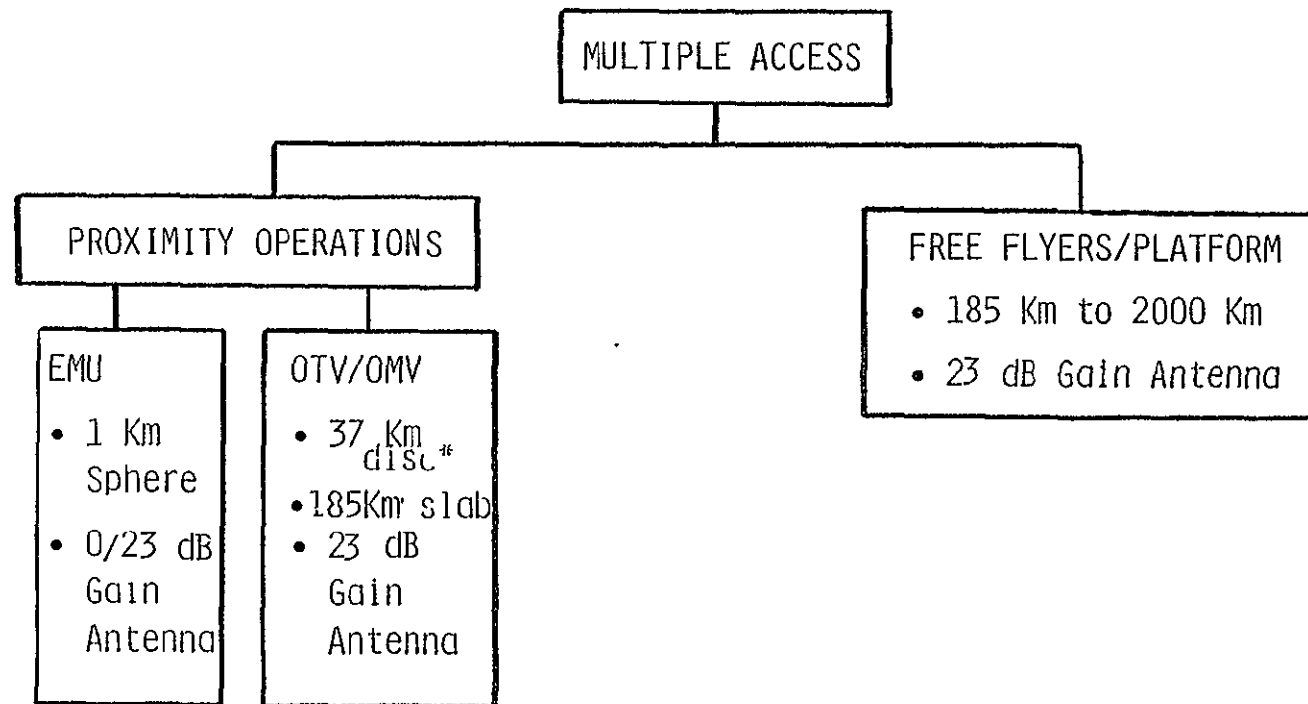 MULTIPLE ACCESS
PROXIMITY OPERATIONS
EMU
• 1 Km
Sphere
• 0/23 dB
Gain
Antenna
OTV/OMV
• 37 Km
disc*
• 185Km slab
• 23 dB
Gain
Antenna
FREE FLYERS/PLATFORM
• 185 Km to 2000 Km
• 23 dB Gain Antenna